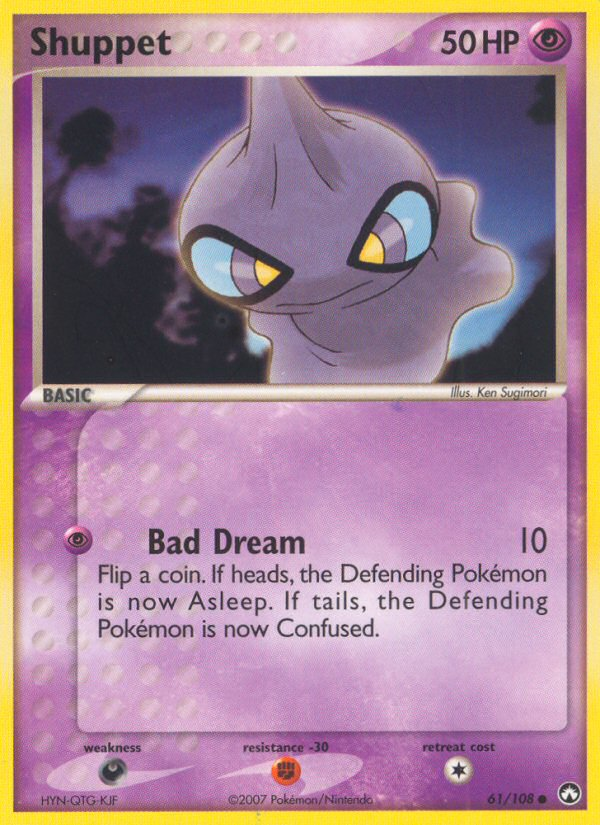 Shuppet
50 HP
BASIC
Illus. Ken Sugimori
Bad Dream 10
Flip a coin. If heads, the Defending Pokémon
is now Asleep. If tails, the Defending
Pokémon is now Confused.
weakness
resistance -30
retreat cost
HYN-QTG-KJF
©2007 Pokémon/Nintendo
61/108